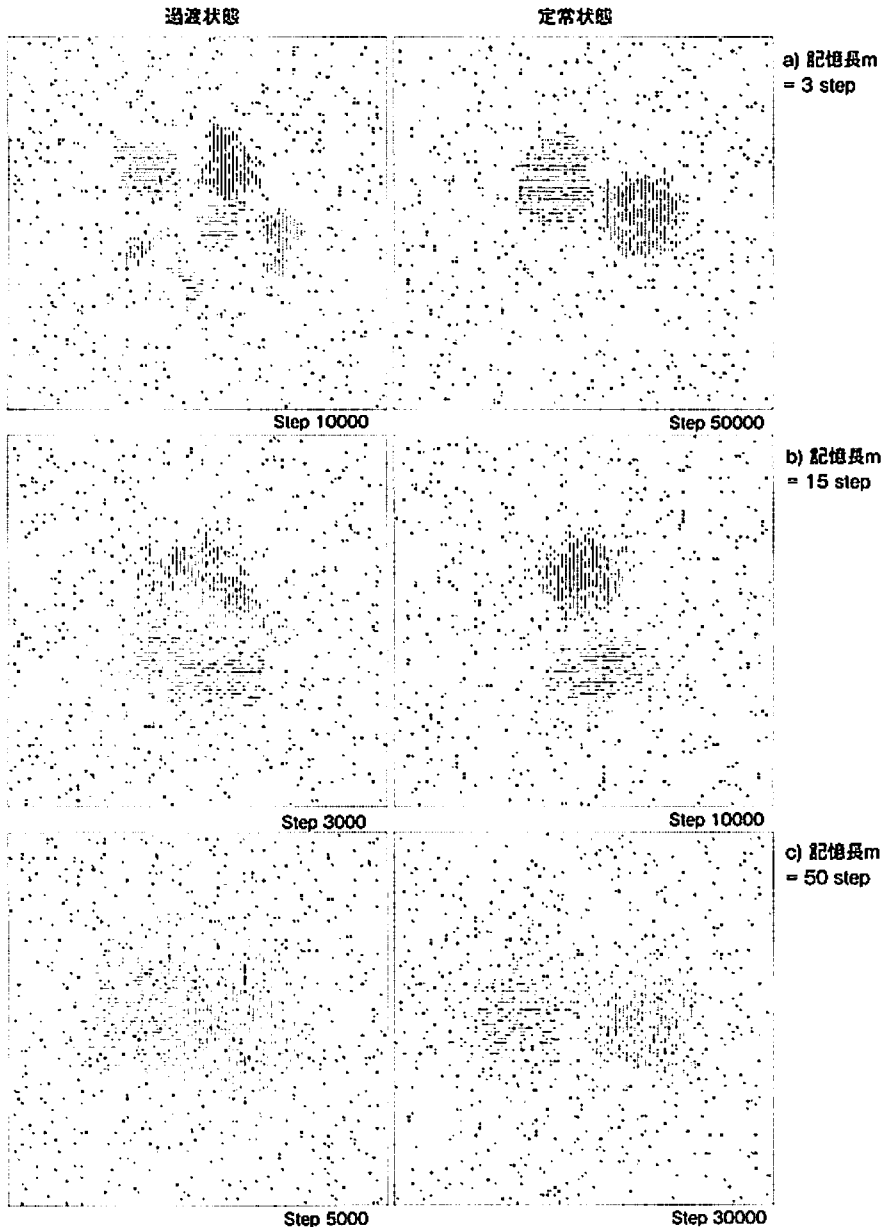 過渡状態
定常状態
a) 記憶長m
= 3 step
Step 10000
Step 50000
b) 記憶長m
= 15 step
Step 3000
Step 10000
c) 記憶長m
= 50 step
Step 5000
Step 30000